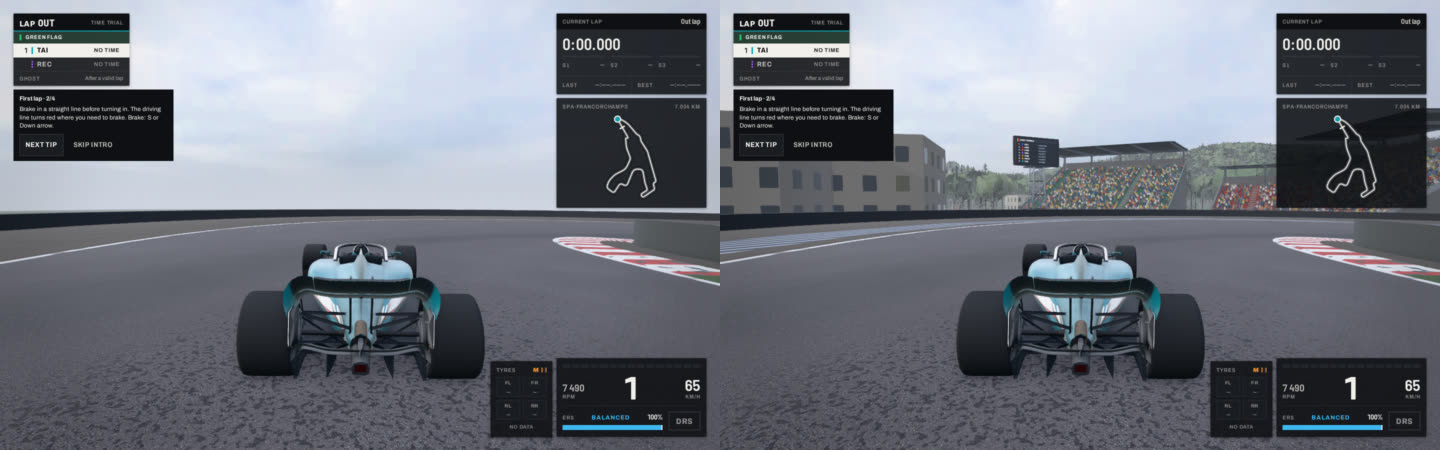 LAP OUT TIME TRIAL
GREEN FLAG
1 TAI NO TIME
REC NO TIME
GHOST After a valid lap
First lap · 2/4
Brake in a straight line before turning in. The driving
line turns red where you need to brake. Brake: S or
Down arrow.
NEXT TIP SKIP INTRO
CURRENT LAP Out lap
0:00.000
S1 – S2 – S3 –
LAST --:--.--- BEST --:--.---
SPA-FRANCORCHAMPS 7.004 KM
TYRES M
FL FR
– –
RL RR
– –
NO DATA
7 490 1 65
RPM KM/H
ERS BALANCED 100% DRS
LAP OUT TIME TRIAL
GREEN FLAG
1 TAI NO TIME
REC NO TIME
GHOST After a valid lap
First lap · 2/4
Brake in a straight line before turning in. The driving
line turns red where you need to brake. Brake: S or
Down arrow.
NEXT TIP SKIP INTRO
CURRENT LAP Out lap
0:00.000
S1 – S2 – S3 –
LAST --:--.--- BEST --:--.---
SPA-FRANCORCHAMPS 7.004 KM
TYRES M
FL FR
– –
RL RR
– –
NO DATA
7 490 1 65
RPM KM/H
ERS BALANCED 100% DRS